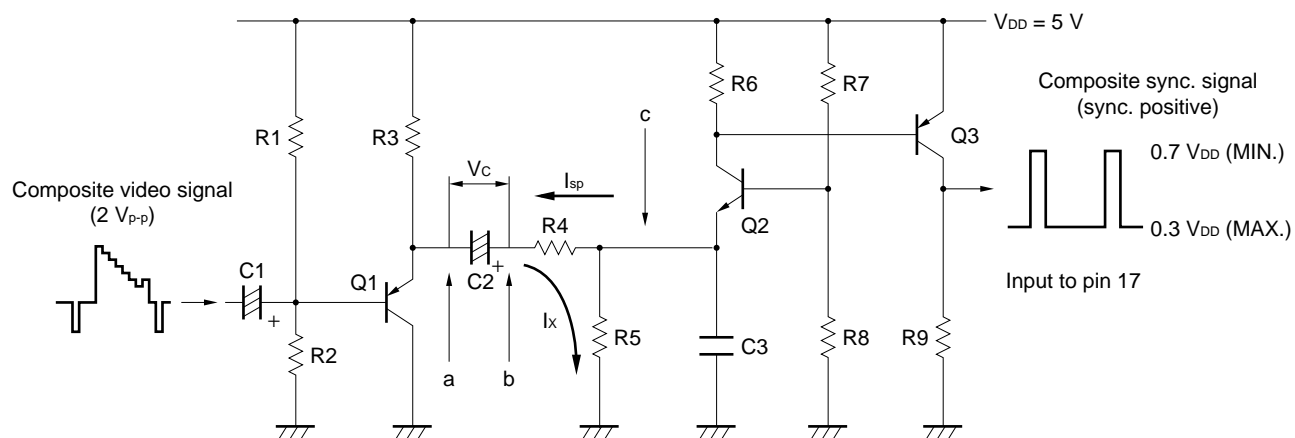 VDD = 5 V
R6
R7
Composite sync. signal
(sync. positive)
R1
R3
c
Q3
0.7 VDD (MIN.)
VC
Isp
Composite video signal
(2 Vp-p)
R4
Q2
0.3 VDD (MAX.)
C1
Q1
C2
+
+
Input to pin 17
IX
R2
R5
C3
R8
R9
a
b